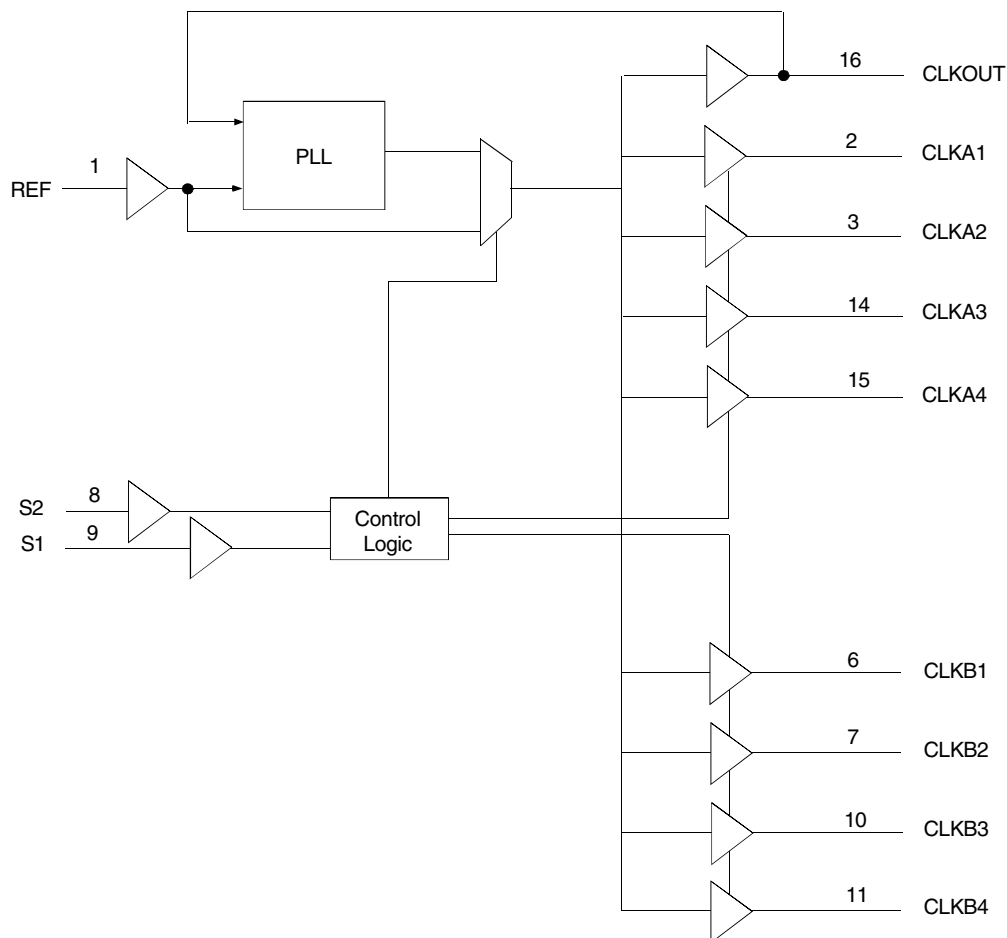 16 CLKOUT
PLL
1
REF
2 CLKA1
3 CLKA2
14 CLKA3
15 CLKA4
S2 8
S1 9
Control
Logic
6 CLKB1
7 CLKB2
10 CLKB3
11 CLKB4